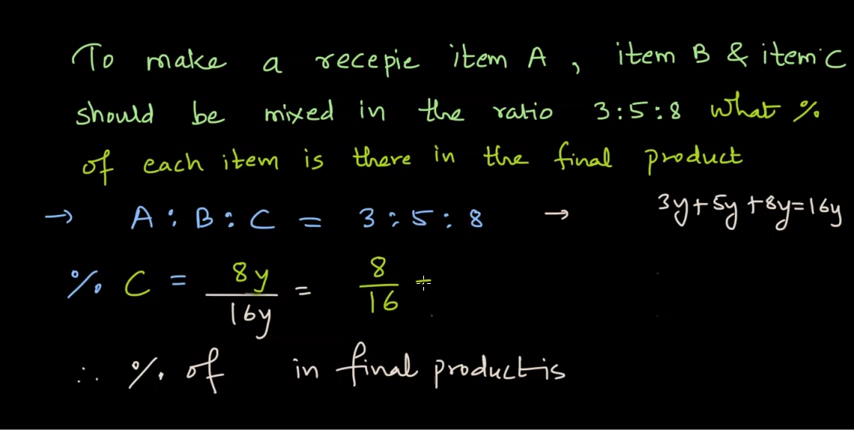 To make a recepie item A, item B & item C
should be mixed in the ratio 3:5:8 what %
of each item is there in the final product
→ A : B : C = 3 : 5 : 8 → 3y + 5y + 8y = 16y
% C = 8y/16y = 8/16 =
∴ % of in final product is